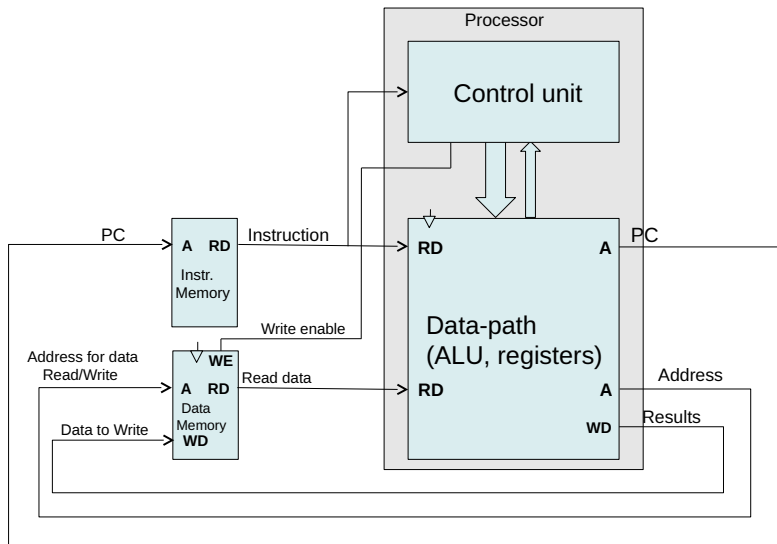 Processor
Control unit
PC
A RD
Instr.
Memory
Instruction
RD
A
PC
Data-path
(ALU, registers)
Write enable
Address for data
Read/Write
WE
A RD
Data
Memory
WD
Read data
RD
A
Address
Data to Write
WD
Results